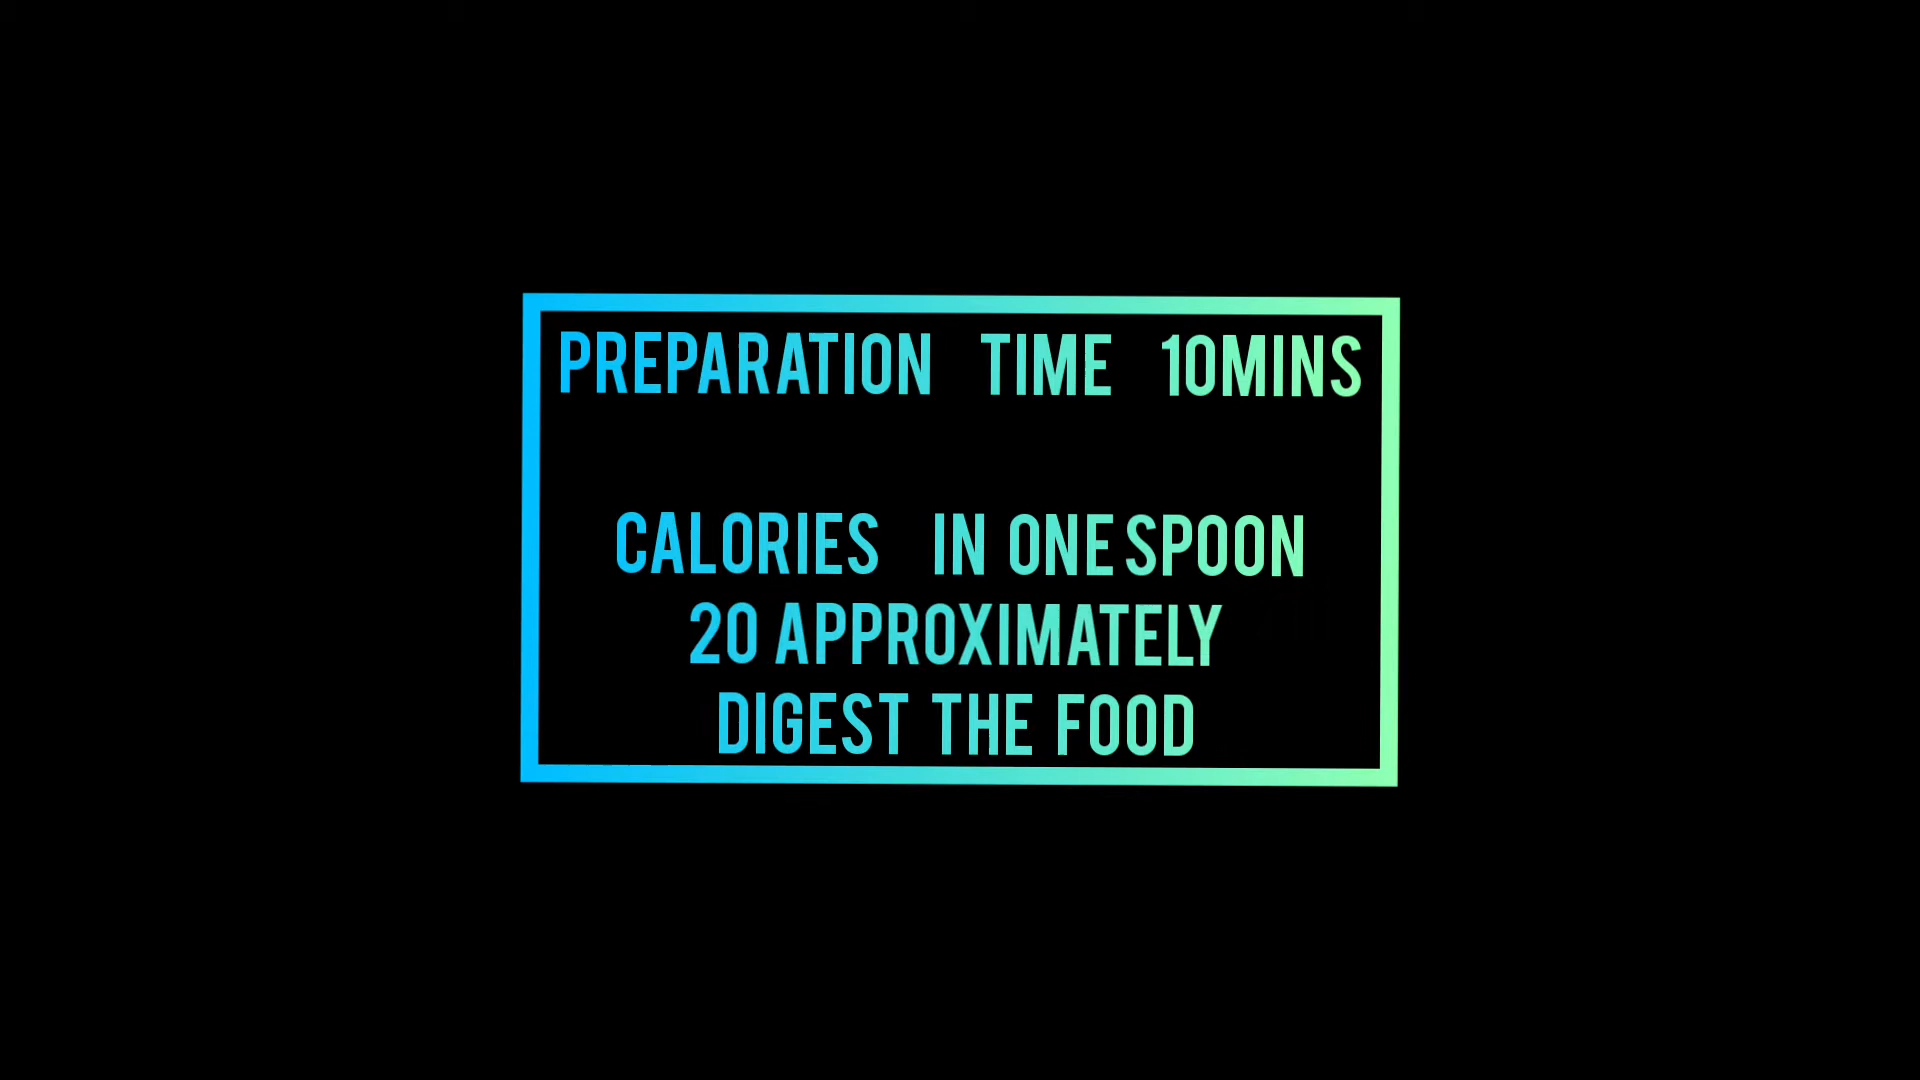 PREPARATION TIME 10MINS
CALORIES IN ONE SPOON
20 APPROXIMATELY
DIGEST THE FOOD